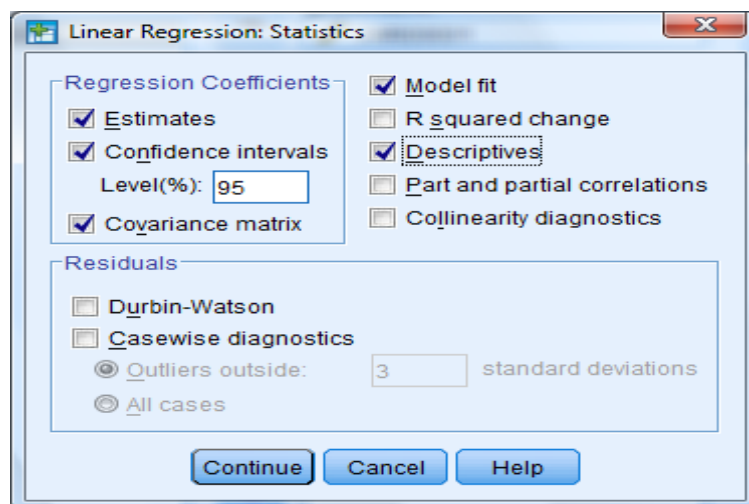 Linear Regression: Statistics
Regression Coefficients
Estimates
Confidence intervals
Level(%): 95
Covariance matrix
Model fit
R squared change
Descriptives
Part and partial correlations
Collinearity diagnostics
Residuals
Durbin-Watson
Casewise diagnostics
Outliers outside: 3 standard deviations
All cases
Continue Cancel Help